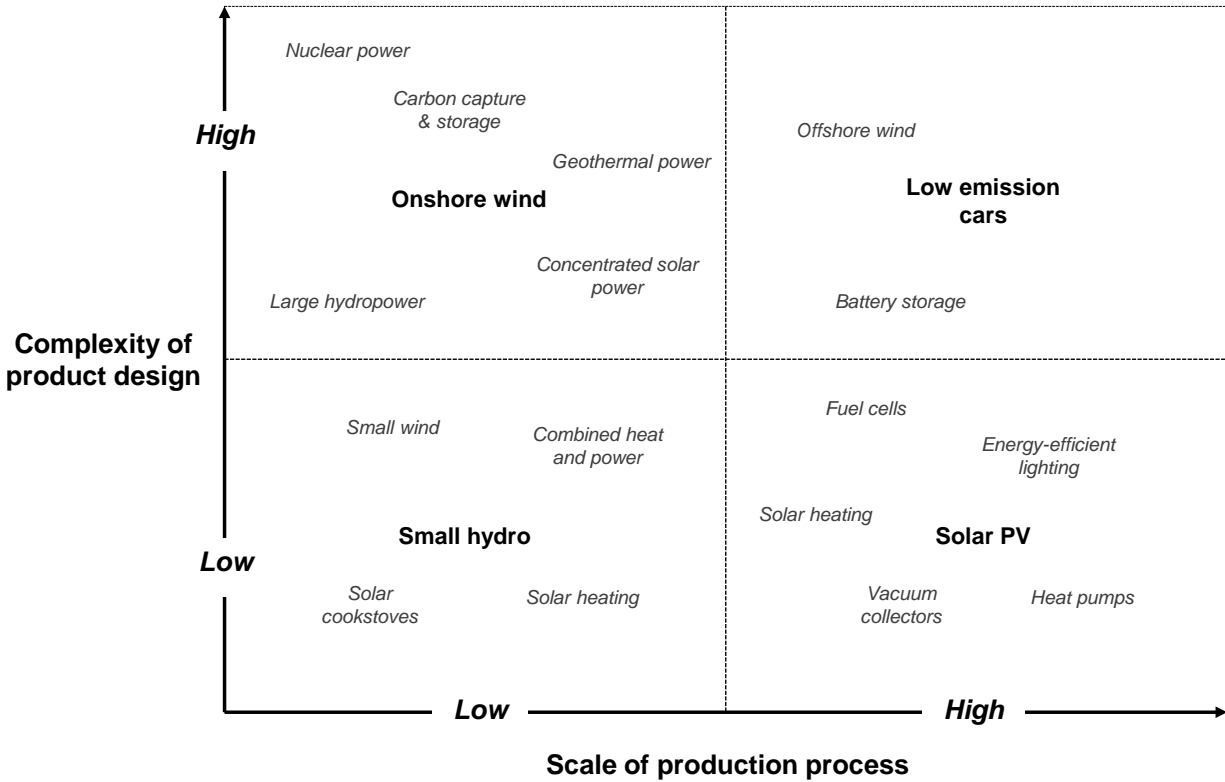 Nuclear power
Carbon capture
& storage
High
Offshore wind
Geothermal power
Onshore wind
Low emission
cars
Concentrated solar
power
Large hydropower
Battery storage
Complexity of
product design
Small wind
Combined heat
and power
Fuel cells
Energy-efficient
lighting
Solar heating
Small hydro
Solar PV
Low
Solar
cookstoves
Solar heating
Vacuum
collectors
Heat pumps
Low
High
Scale of production process